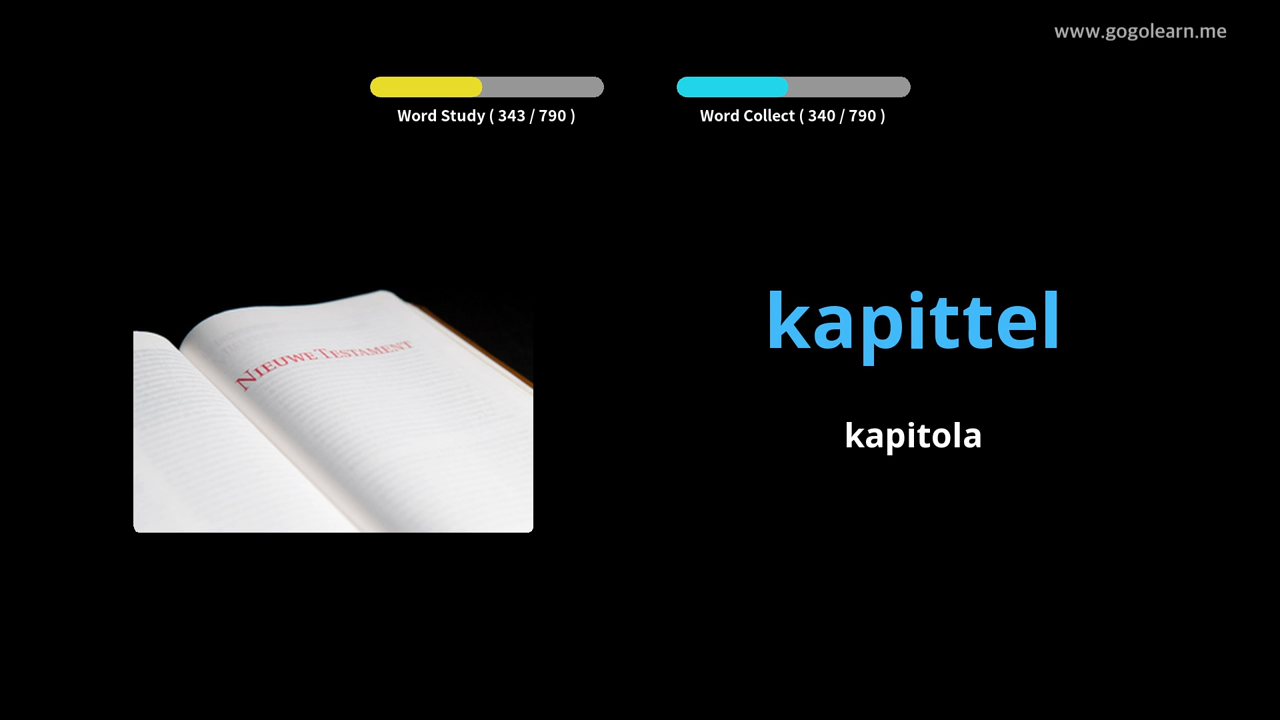 www.gogolearn.me
Word Study ( 343 / 790 )
Word Collect ( 340 / 790 )
NIEUWE TESTAMENT
kapittel
kapitola